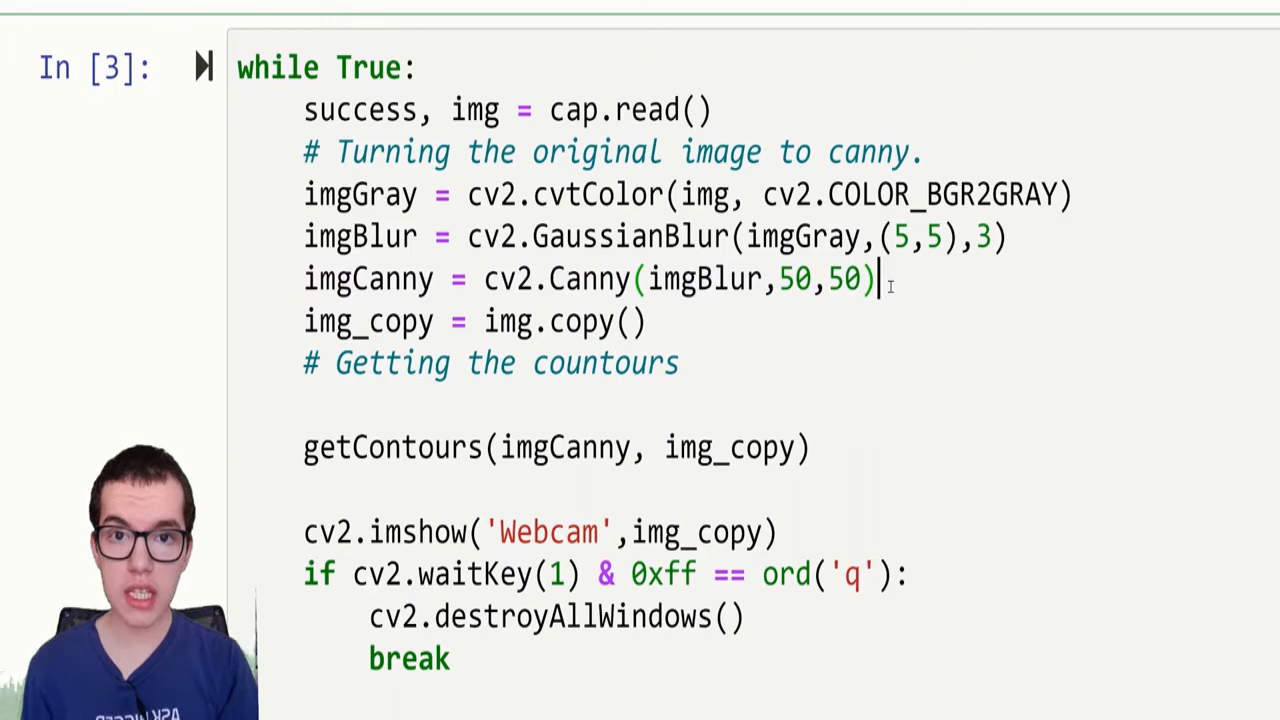 In [3]:
while True:
success, img = cap.read()
# Turning the original image to canny.
imgGray = cv2.cvtColor(img, cv2.COLOR_BGR2GRAY)
imgBlur = cv2.GaussianBlur(imgGray,(5,5),3)
imgCanny = cv2.Canny(imgBlur,50,50)
img_copy = img.copy()
# Getting the countours
getContours(imgCanny, img_copy)
cv2.imshow('Webcam',img_copy)
if cv2.waitKey(1) & 0xff == ord('q'):
cv2.destroyAllWindows()
break